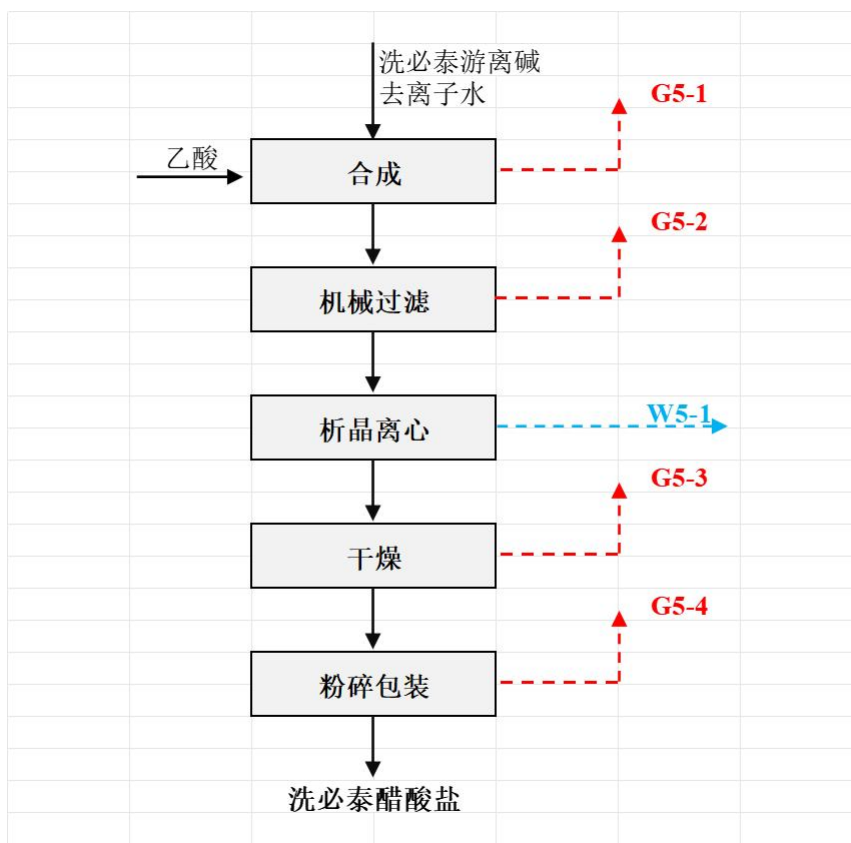 洗必泰游离碱
去离子水
G5-1
乙酸
合成
G5-2
机械过滤
析晶离心
W5-1
G5-3
干燥
G5-4
粉碎包装
洗必泰醋酸盐